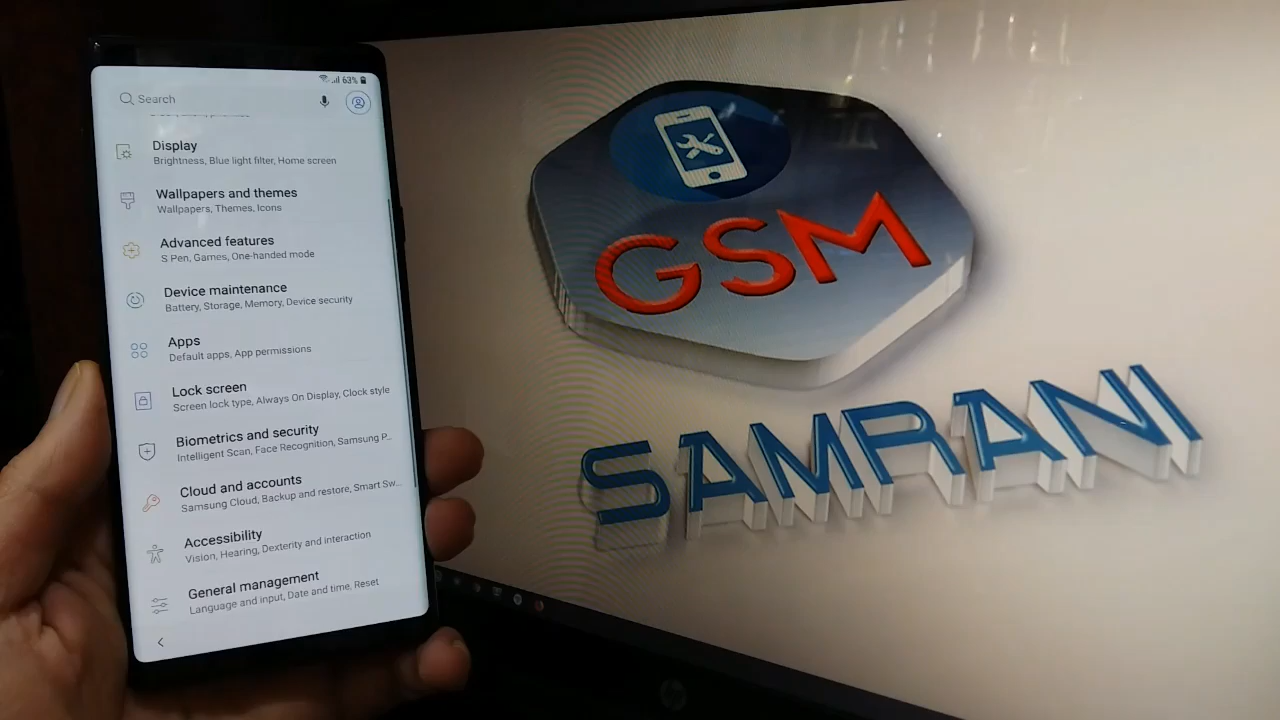 63%
Search
Display
Brightness, Blue light filter, Home screen
Wallpapers and themes
Wallpapers, Themes, Icons
Advanced features
S Pen, Games, One-handed mode
Device maintenance
Battery, Storage, Memory, Device security
Apps
Default apps, App permissions
Lock screen
Screen lock type, Always On Display, Clock style
Biometrics and security
Intelligent Scan, Face Recognition, Samsung P...
Cloud and accounts
Samsung Cloud, Backup and restore, Smart Sw...
Accessibility
Vision, Hearing, Dexterity and interaction
General management
Language and input, Date and time, Reset
GSM
SAMRANI
hp